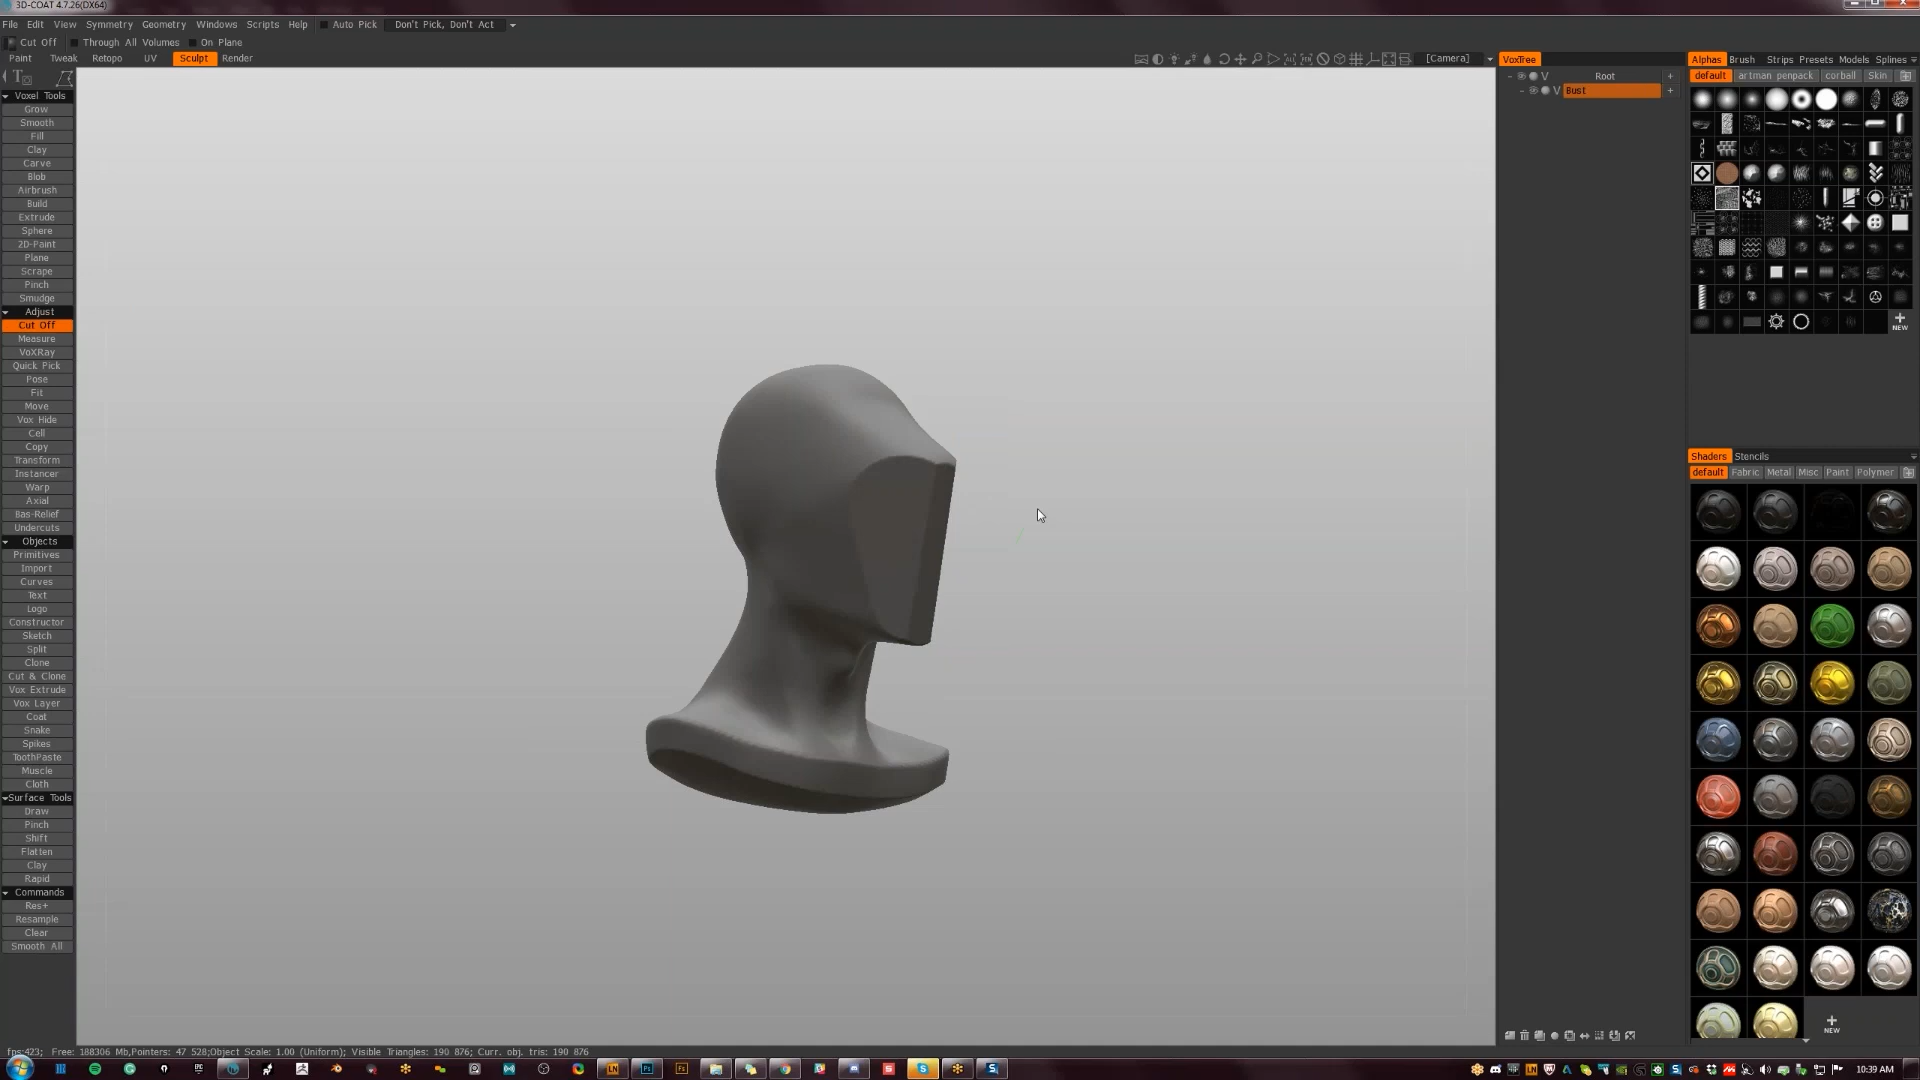 3D-COAT 4.7.26(DX64)
File Edit View Symmetry Geometry Windows Scripts Help Auto Pick Don't Pick, Don't Act
Cut Off Through All Volumes On Plane
Paint Tweak Retopo UV Sculpt Render [Camera]
VoxTree
Root
Bust
Alphas Brush Strips Presets Models Splines
default artman penpack corball Skin
NEW
Shaders Stencils
default Fabric Metal Misc Paint Polymer
NEW
Voxel Tools
Grow
Smooth
Fill
Clay
Carve
Blob
Airbrush
Build
Extrude
Sphere
2D-Paint
Plane
Scrape
Pinch
Smudge
Adjust
Cut Off
Measure
VoXRay
Quick Pick
Pose
Fit
Move
Vox Hide
Cell
Copy
Transform
Instancer
Warp
Axial
Bas-Relief
Undercuts
Objects
Primitives
Import
Curves
Text
Logo
Constructor
Sketch
Split
Clone
Cut & Clone
Vox Extrude
Vox Layer
Coat
Snake
Spikes
ToothPaste
Muscle
Cloth
Surface Tools
Draw
Pinch
Shift
Flatten
Clay
Rapid
Commands
Res+
Resample
Clear
Smooth All
fps:423; Free: 188306 Mb,Pointers: 47 528;Object Scale: 1.00 (Uniform); Visible Triangles: 190 876; Curr. obj. tris: 190 876
10:39 AM